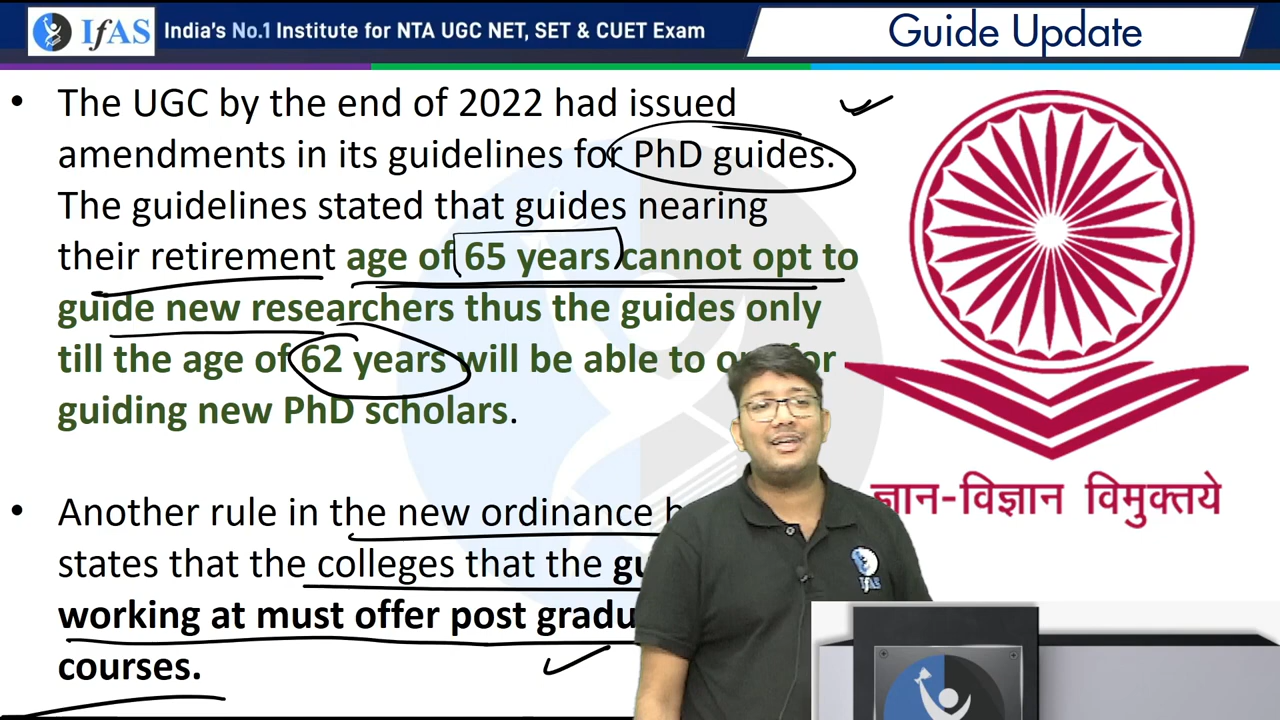 IfAS
India's No.1 Institute for NTA UGC NET, SET & CUET Exam
Guide Update
• The UGC by the end of 2022 had issued
amendments in its guidelines for PhD guides.
The guidelines stated that guides nearing
their retirement age of 65 years cannot opt to
guide new researchers thus the guides only
till the age of 62 years will be able to for
guiding new PhD scholars.
• Another rule in the new ordinance
states that the colleges that the
working at must offer post
courses.
ज्ञान-विज्ञान विमुक्तये
IfAS